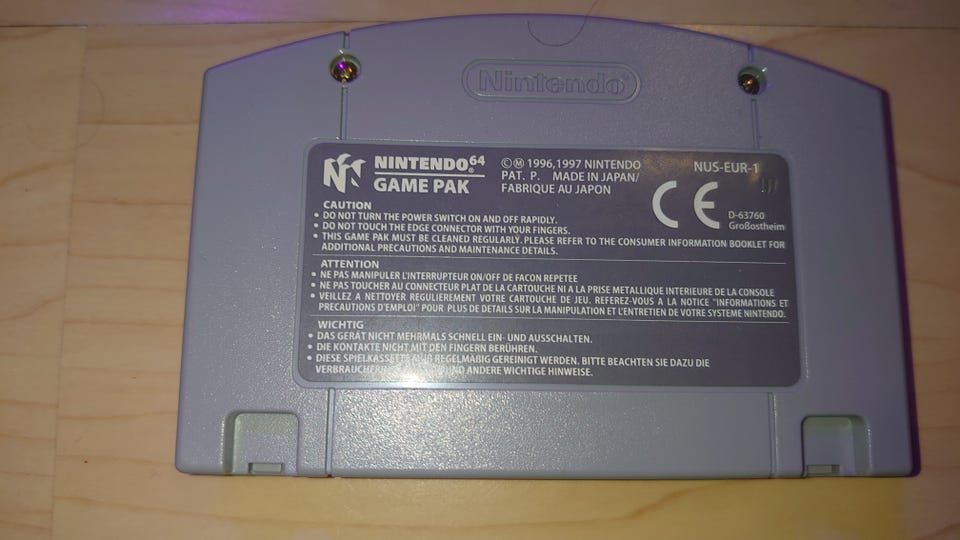 Nintendo
NINTENDO 64
GAME PAK
©Ⓜ 1996,1997 NINTENDO
PAT. P. MADE IN JAPAN/
FABRIQUE AU JAPON
NUS-EUR-1
CE
D-63760
Großostheim
CAUTION
• DO NOT TURN THE POWER SWITCH ON AND OFF RAPIDLY.
• DO NOT TOUCH THE EDGE CONNECTOR WITH YOUR FINGERS.
• THIS GAME PAK MUST BE CLEANED REGULARLY. PLEASE REFER TO THE CONSUMER INFORMATION BOOKLET FOR
ADDITIONAL PRECAUTIONS AND MAINTENANCE DETAILS.
ATTENTION
• NE PAS MANIPULER L'INTERRUPTEUR ON/OFF DE FACON REPETEE
• NE PAS TOUCHER AU CONNECTEUR PLAT DE LA CARTOUCHE NI A LA PRISE METALLIQUE INTERIEURE DE LA CONSOLE
• VEILLEZ A NETTOYER REGULIEREMENT VOTRE CARTOUCHE DE JEU. REFEREZ-VOUS A LA NOTICE "INFORMATIONS ET
PRECAUTIONS D'EMPLOI" POUR PLUS DE DETAILS SUR LA MANIPULATION ET L'ENTRETIEN DE VOTRE SYSTEME NINTENDO.
WICHTIG
• DAS GERÄT NICHT MEHRMALS SCHNELL EIN- UND AUSSCHALTEN.
• DIE KONTAKTE NICHT MIT DEN FINGERN BERÜHREN.
• DIESE SPIELKASSETTE MUß REGELMÄßIG GEREINIGT WERDEN. BITTE BEACHTEN SIE DAZU DIE
UND ANDERE WICHTIGE HINWEISE.